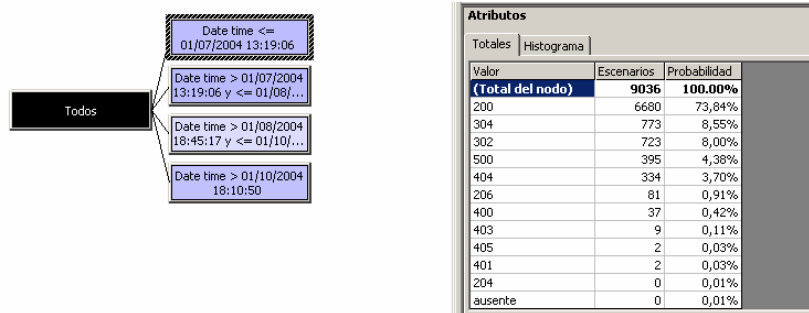 Todos
Date time <=
01/07/2004 13:19:06
Date time > 01/07/2004
13:19:06 y <= 01/08/...
Date time > 01/08/2004
18:45:17 y <= 01/10/...
Date time > 01/10/2004
18:10:50
Atributos
Totales Histograma
Valor Escenarios Probabilidad
(Total del nodo) 9036 100.00%
200 6680 73,84%
304 773 8,55%
302 723 8,00%
500 395 4,38%
404 334 3,70%
206 81 0,91%
400 37 0,42%
403 9 0,11%
405 2 0,03%
401 2 0,03%
204 0 0,01%
ausente 0 0,01%